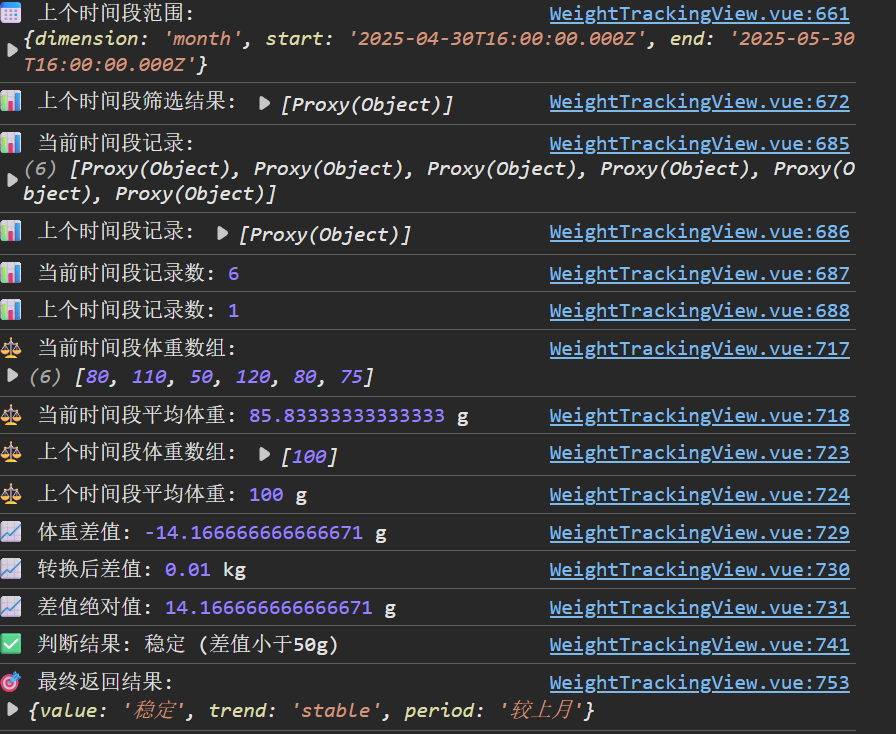 上个时间段范围: WeightTrackingView.vue:661
{dimension: 'month', start: '2025-04-30T16:00:00.000Z', end: '2025-05-30
T16:00:00.000Z'}
上个时间段筛选结果: [Proxy(Object)] WeightTrackingView.vue:672
当前时间段记录: WeightTrackingView.vue:685
(6) [Proxy(Object), Proxy(Object), Proxy(Object), Proxy(Object), Proxy(O
bject), Proxy(Object)]
上个时间段记录: [Proxy(Object)] WeightTrackingView.vue:686
当前时间段记录数: 6 WeightTrackingView.vue:687
上个时间段记录数: 1 WeightTrackingView.vue:688
当前时间段体重数组: WeightTrackingView.vue:717
(6) [80, 110, 50, 120, 80, 75]
当前时间段平均体重: 85.83333333333333 g WeightTrackingView.vue:718
上个时间段体重数组: [100] WeightTrackingView.vue:723
上个时间段平均体重: 100 g WeightTrackingView.vue:724
体重差值: -14.166666666666671 g WeightTrackingView.vue:729
转换后差值: 0.01 kg WeightTrackingView.vue:730
差值绝对值: 14.166666666666671 g WeightTrackingView.vue:731
判断结果: 稳定 (差值小于50g) WeightTrackingView.vue:741
最终返回结果: WeightTrackingView.vue:753
{value: '稳定', trend: 'stable', period: '较上月'}